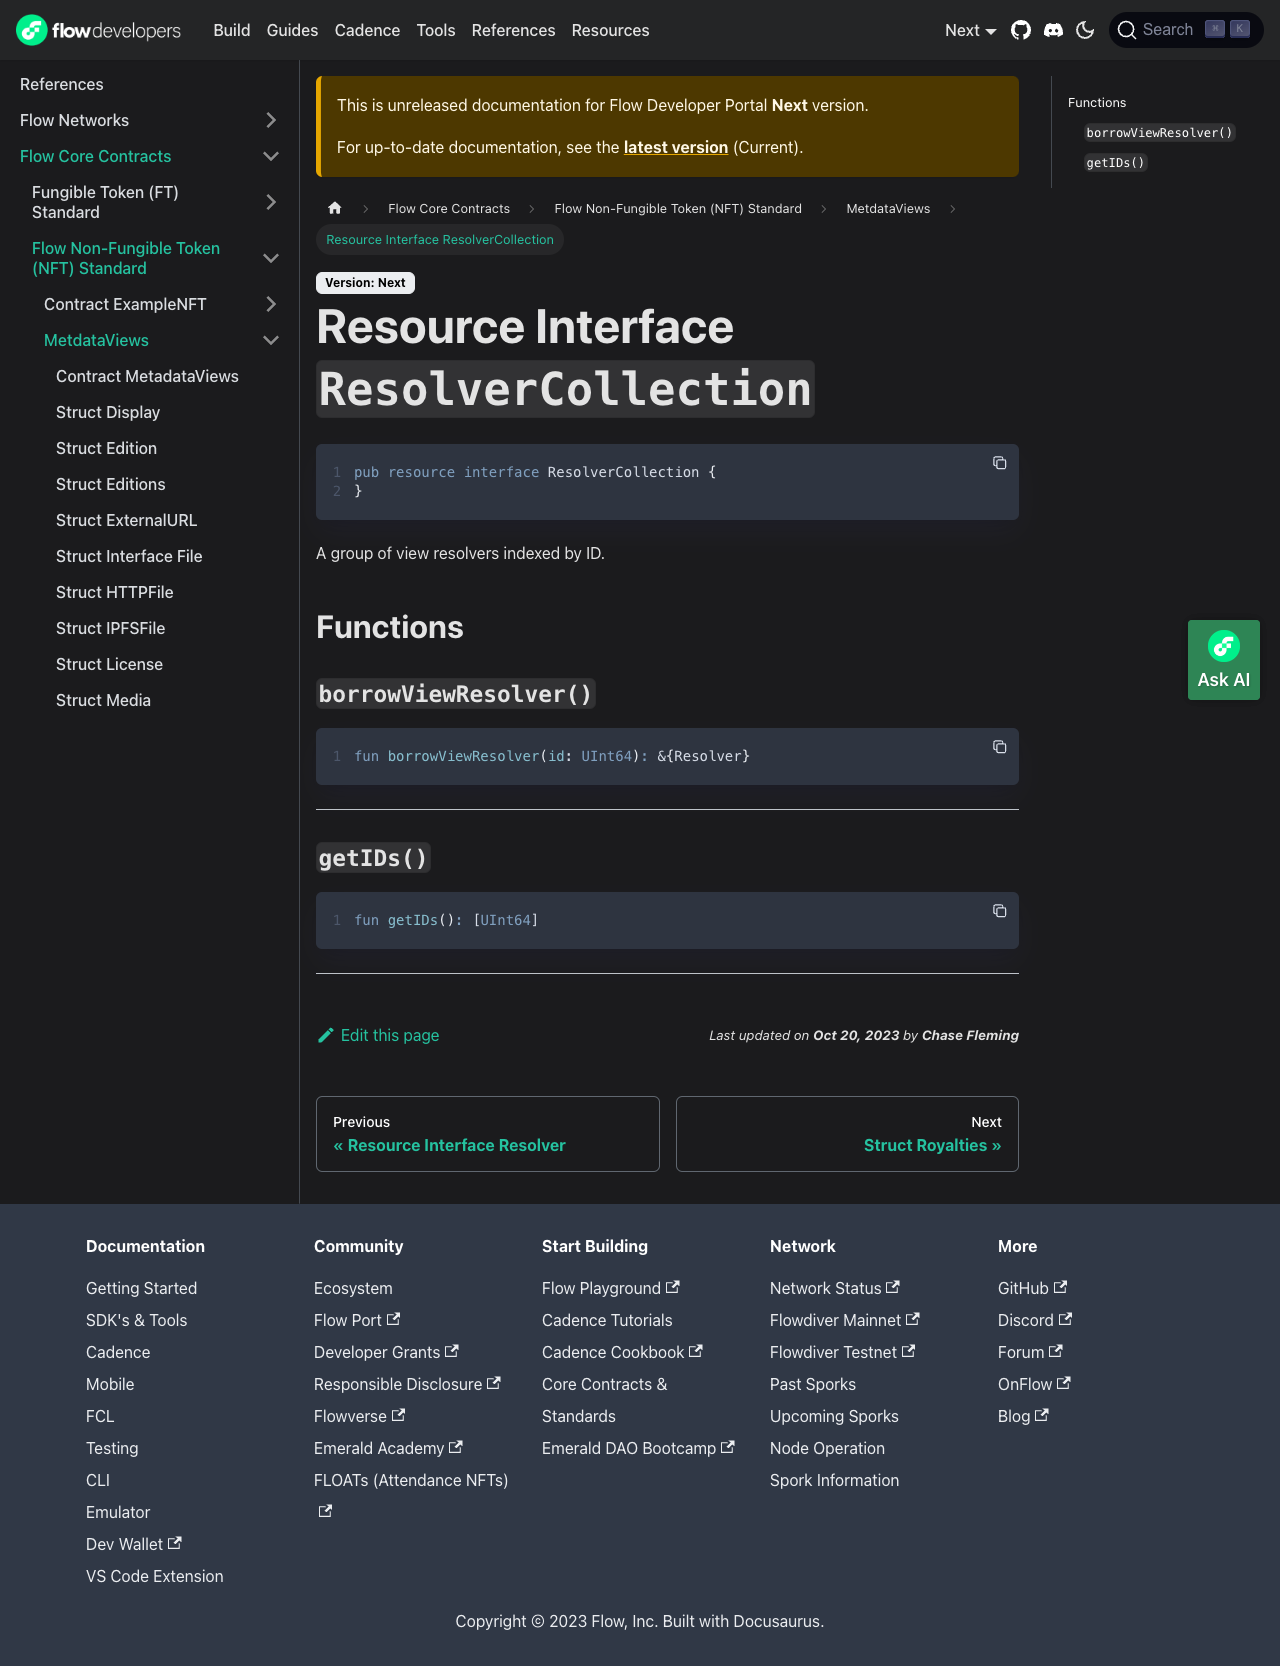 flowdevelopers
Build Guides Cadence Tools References Resources
Next
Search ⌘ K
References
Flow Networks
Flow Core Contracts
Fungible Token (FT)
Standard
Flow Non-Fungible Token
(NFT) Standard
Contract ExampleNFT
MetdataViews
Contract MetadataViews
Struct Display
Struct Edition
Struct Editions
Struct ExternalURL
Struct Interface File
Struct HTTPFile
Struct IPFSFile
Struct License
Struct Media
This is unreleased documentation for Flow Developer Portal Next version.
For up-to-date documentation, see the latest version (Current).
Flow Core Contracts
Flow Non-Fungible Token (NFT) Standard
MetdataViews
Resource Interface ResolverCollection
Version: Next
Resource Interface
ResolverCollection
1 pub resource interface ResolverCollection {
2 }
A group of view resolvers indexed by ID.
Functions
borrowViewResolver()
1 fun borrowViewResolver(id: UInt64): &{Resolver}
getIDs()
1 fun getIDs(): [UInt64]
Edit this page
Last updated on Oct 20, 2023 by Chase Fleming
Previous
« Resource Interface Resolver
Next
Struct Royalties »
Functions
borrowViewResolver()
getIDs()
Ask AI
Documentation
Getting Started
SDK's & Tools
Cadence
Mobile
FCL
Testing
CLI
Emulator
Dev Wallet
VS Code Extension
Community
Ecosystem
Flow Port
Developer Grants
Responsible Disclosure
Flowverse
Emerald Academy
FLOATs (Attendance NFTs)
Start Building
Flow Playground
Cadence Tutorials
Cadence Cookbook
Core Contracts &
Standards
Emerald DAO Bootcamp
Network
Network Status
Flowdiver Mainnet
Flowdiver Testnet
Past Sporks
Upcoming Sporks
Node Operation
Spork Information
More
GitHub
Discord
Forum
OnFlow
Blog
Copyright © 2023 Flow, Inc. Built with Docusaurus.